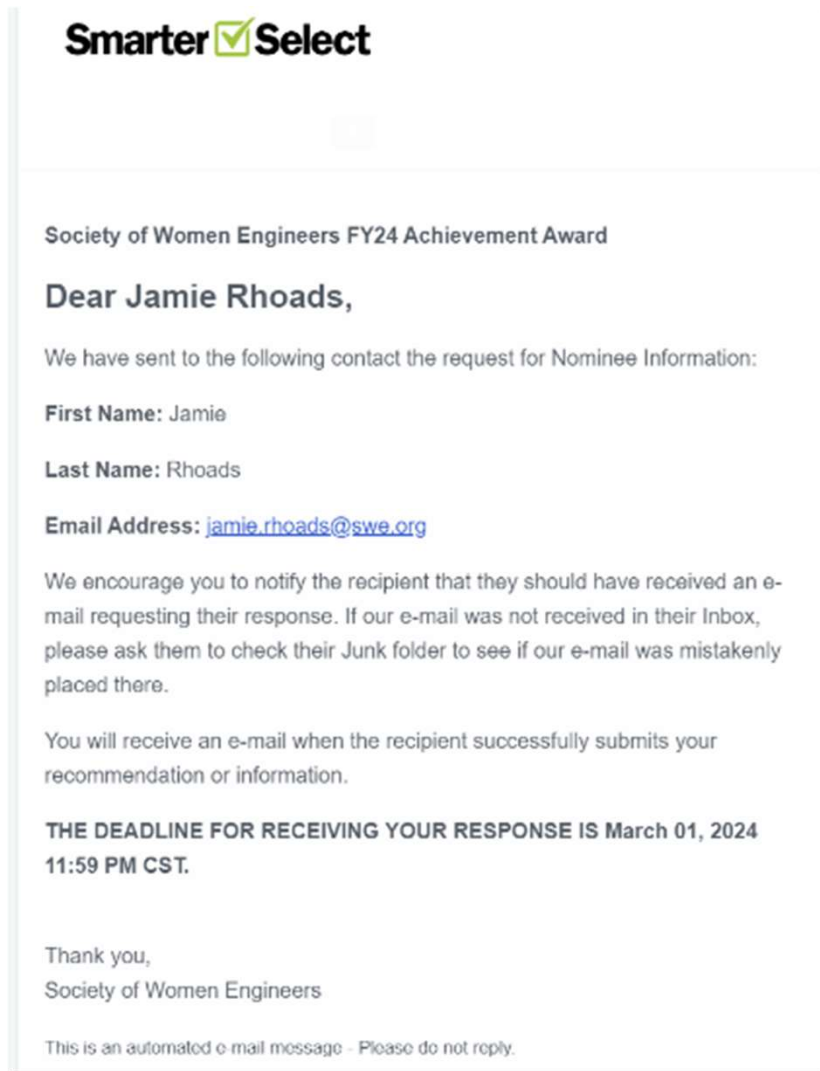 Smarter Select
Society of Women Engineers FY24 Achievement Award
Dear Jamie Rhoads,
We have sent to the following contact the request for Nominee Information:
First Name: Jamie
Last Name: Rhoads
Email Address: jamie.rhoads@swe.org
We encourage you to notify the recipient that they should have received an e-
mail requesting their response. If our e-mail was not received in their Inbox,
please ask them to check their Junk folder to see if our e-mail was mistakenly
placed there.
You will receive an e-mail when the recipient successfully submits your
recommendation or information.
THE DEADLINE FOR RECEIVING YOUR RESPONSE IS March 01, 2024
11:59 PM CST.
Thank you,
Society of Women Engineers
This is an automated e-mail message - Please do not reply.